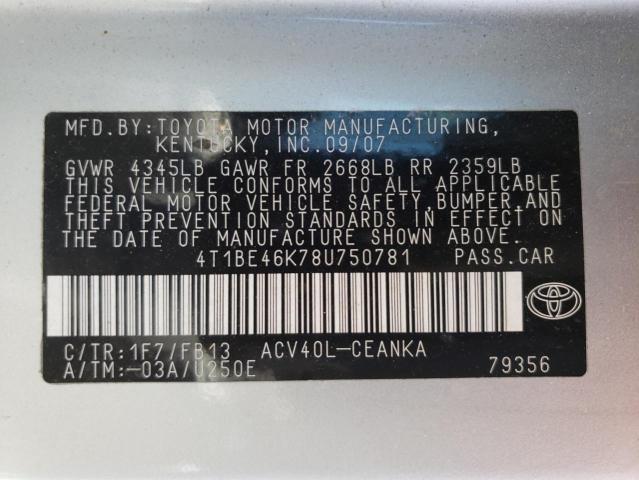 MFD.BY:TOYOTA MOTOR MANUFACTURING,
KENTUCKY,INC.09/07
GVWR 4345LB GAWR FR 2668LB RR 2359LB
THIS VEHICLE CONFORMS TO ALL APPLICABLE
FEDERAL MOTOR VEHICLE SAFETY,BUMPER,AND
THEFT PREVENTION STANDARDS IN EFFECT ON
THE DATE OF MANUFACTURE SHOWN ABOVE.
4T1BE46K78U750781 PASS.CAR
C/TR:1F7/FB13 ACV40L-CEANKA
A/TM:-03A/U250E 79356